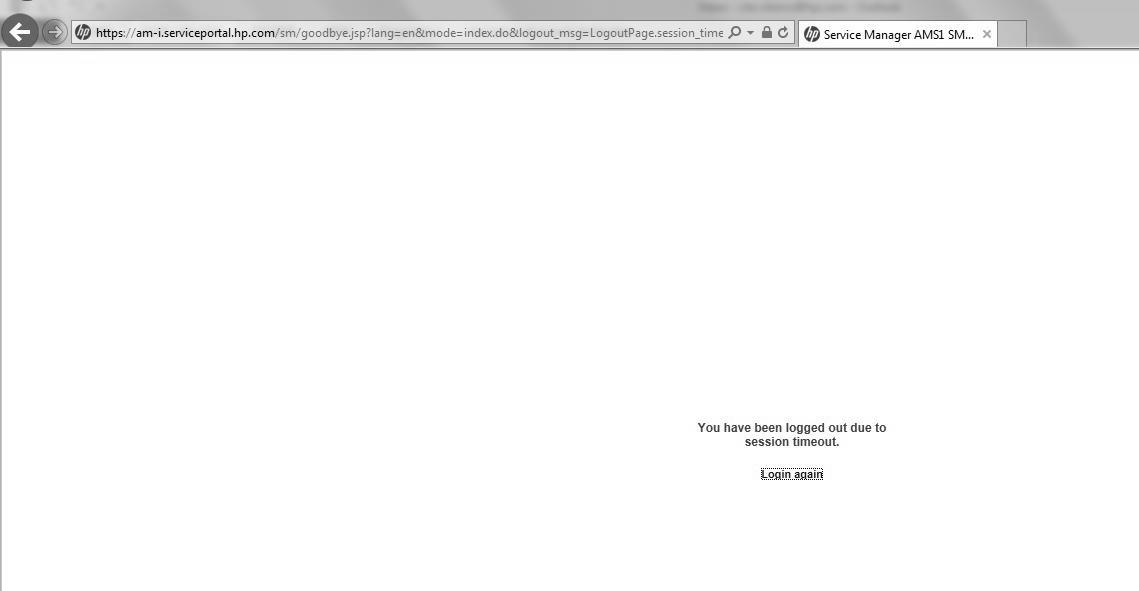 https://am-i.serviceportal.hp.com/sm/goodbye.jsp?lang=en&mode=index.do&logout_msg=LogoutPage.session_time
hp Service Manager AMS1 SM...
You have been logged out due to
session timeout.
Login again